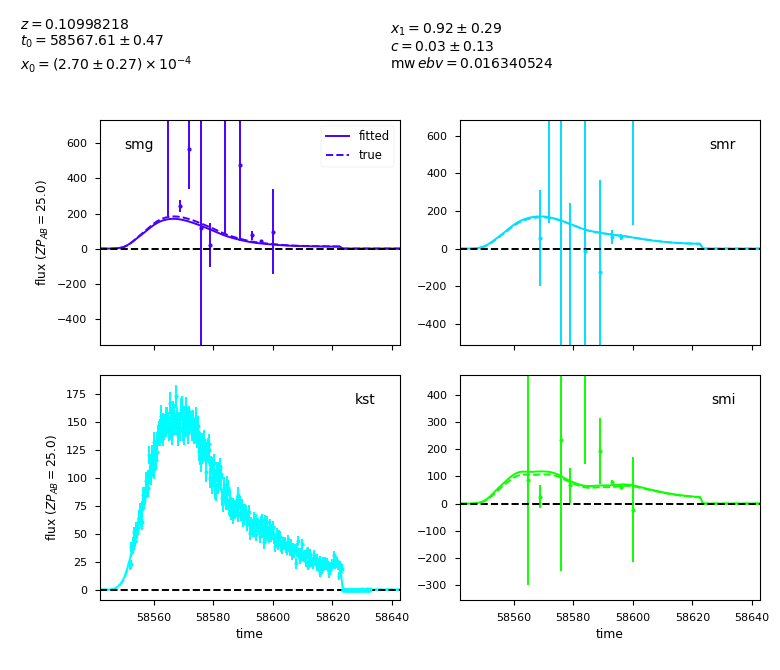 z = 0.10998218
t₀ = 58567.61 ± 0.47
x₀ = (2.70 ± 0.27) × 10⁻⁴
x₁ = 0.92 ± 0.29
c = 0.03 ± 0.13
mw ebv = 0.016340524
smg
fitted
true
600
400
200
0
−200
−400
flux (ZP_AB = 25.0)
smr
600
400
200
0
−200
−400
kst
175
150
125
100
75
50
25
0
flux (ZP_AB = 25.0)
58560 58580 58600 58620 58640
time
smi
400
300
200
100
0
−100
−200
−300
58560 58580 58600 58620 58640
time